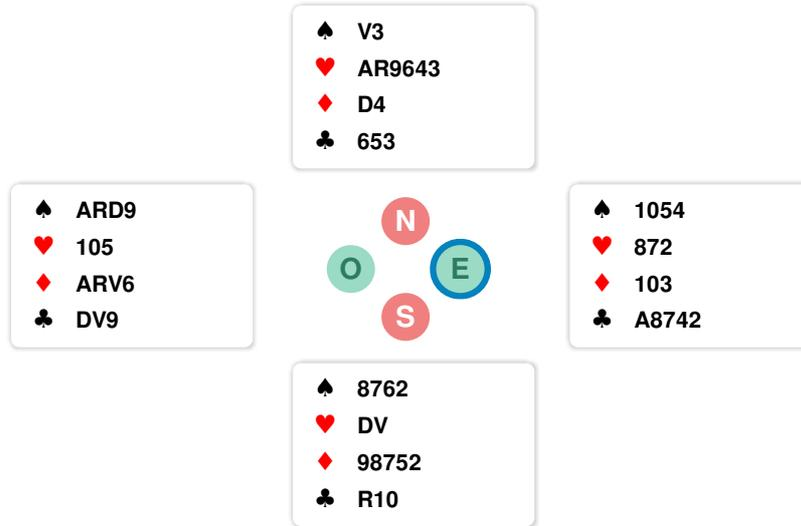 ♠ V3
♥ AR9643
♦ D4
♣ 653
♠ ARD9
♥ 105
♦ ARV6
♣ DV9
N
O
E
S
♠ 1054
♥ 872
♦ 103
♣ A8742
♠ 8762
♥ DV
♦ 98752
♣ R10